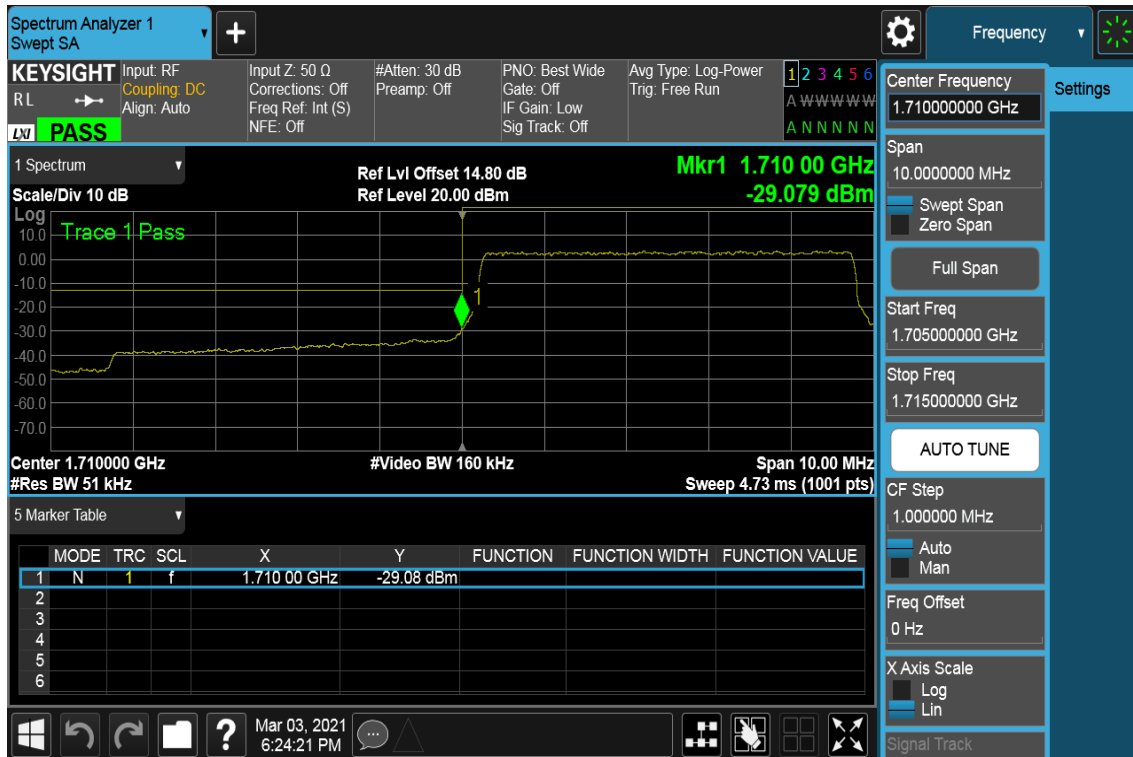 Spectrum Analyzer 1
Swept SA
+
Frequency
KEYSIGHT
RL
LXI PASS
Input: RF
Coupling: DC
Align: Auto
Input Z: 50 Ω
Corrections: Off
Freq Ref: Int (S)
NFE: Off
#Atten: 30 dB
Preamp: Off
PNO: Best Wide
Gate: Off
IF Gain: Low
Sig Track: Off
Avg Type: Log-Power
Trig: Free Run
1 2 3 4 5 6
A W W W W W
A N N N N N
1 Spectrum
Scale/Div 10 dB
Ref Lvl Offset 14.80 dB
Ref Level 20.00 dBm
Mkr1 1.710 00 GHz
-29.079 dBm
Log
Trace 1 Pass
10.0
0.00
-10.0
-20.0
-30.0
-40.0
-50.0
-60.0
-70.0
1
Center 1.710000 GHz
#Res BW 51 kHz
#Video BW 160 kHz
Span 10.00 MHz
Sweep 4.73 ms (1001 pts)
5 Marker Table
MODE TRC SCL X Y FUNCTION FUNCTION WIDTH FUNCTION VALUE
1 N 1 f 1.710 00 GHz -29.08 dBm
2
3
4
5
6
Mar 03, 2021
6:24:21 PM
?
Center Frequency
1.710000000 GHz
Settings
Span
10.0000000 MHz
Swept Span
Zero Span
Full Span
Start Freq
1.705000000 GHz
Stop Freq
1.715000000 GHz
AUTO TUNE
CF Step
1.000000 MHz
Auto
Man
Freq Offset
0 Hz
X Axis Scale
Log
Lin
Signal Track